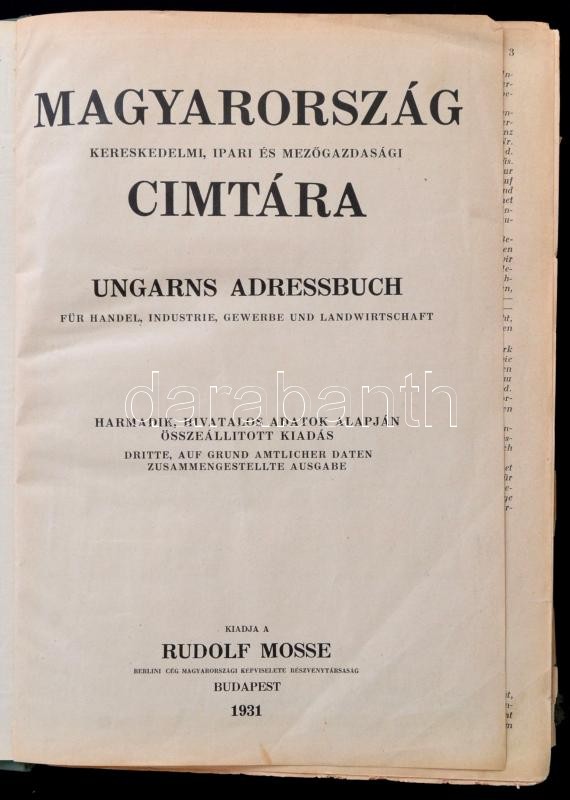 MAGYARORSZÁG
KERESKEDELMI, IPARI ÉS MEZŐGAZDASÁGI
CIMTÁRA
UNGARNS ADRESSBUCH
FÜR HANDEL, INDUSTRIE, GEWERBE UND LANDWIRTSCHAFT
darabanth
HARMADIK, HIVATALOS ADATOK ALAPJÁN
ÖSSZEÁLLITOTT KIADÁS
DRITTE, AUF GRUND AMTLICHER DATEN
ZUSAMMENGESTELLTE AUSGABE
KIADJA A
RUDOLF MOSSE
BERLINI CÉG MAGYARORSZÁGI KÉPVISELETE RÉSZVÉNYTÁRSASÁG
BUDAPEST
1931
3